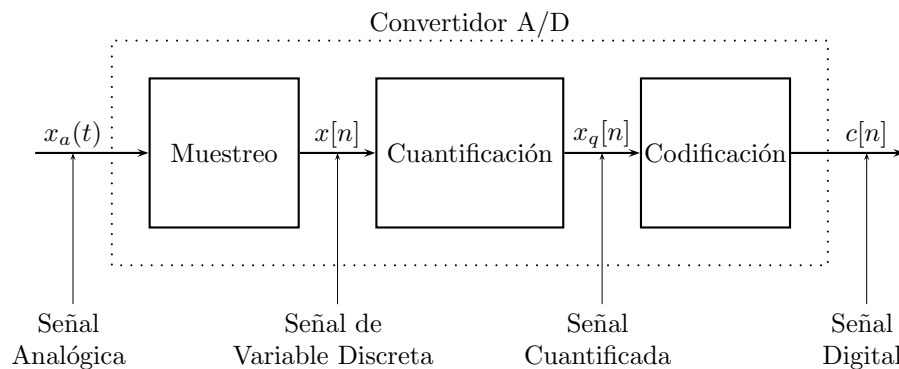 Convertidor A/D
x_a(t)
x[n]
x_q[n]
c[n]
Muestreo
Cuantificación
Codificación
Señal
Analógica
Señal de
Variable Discreta
Señal
Cuantificada
Señal
Digital